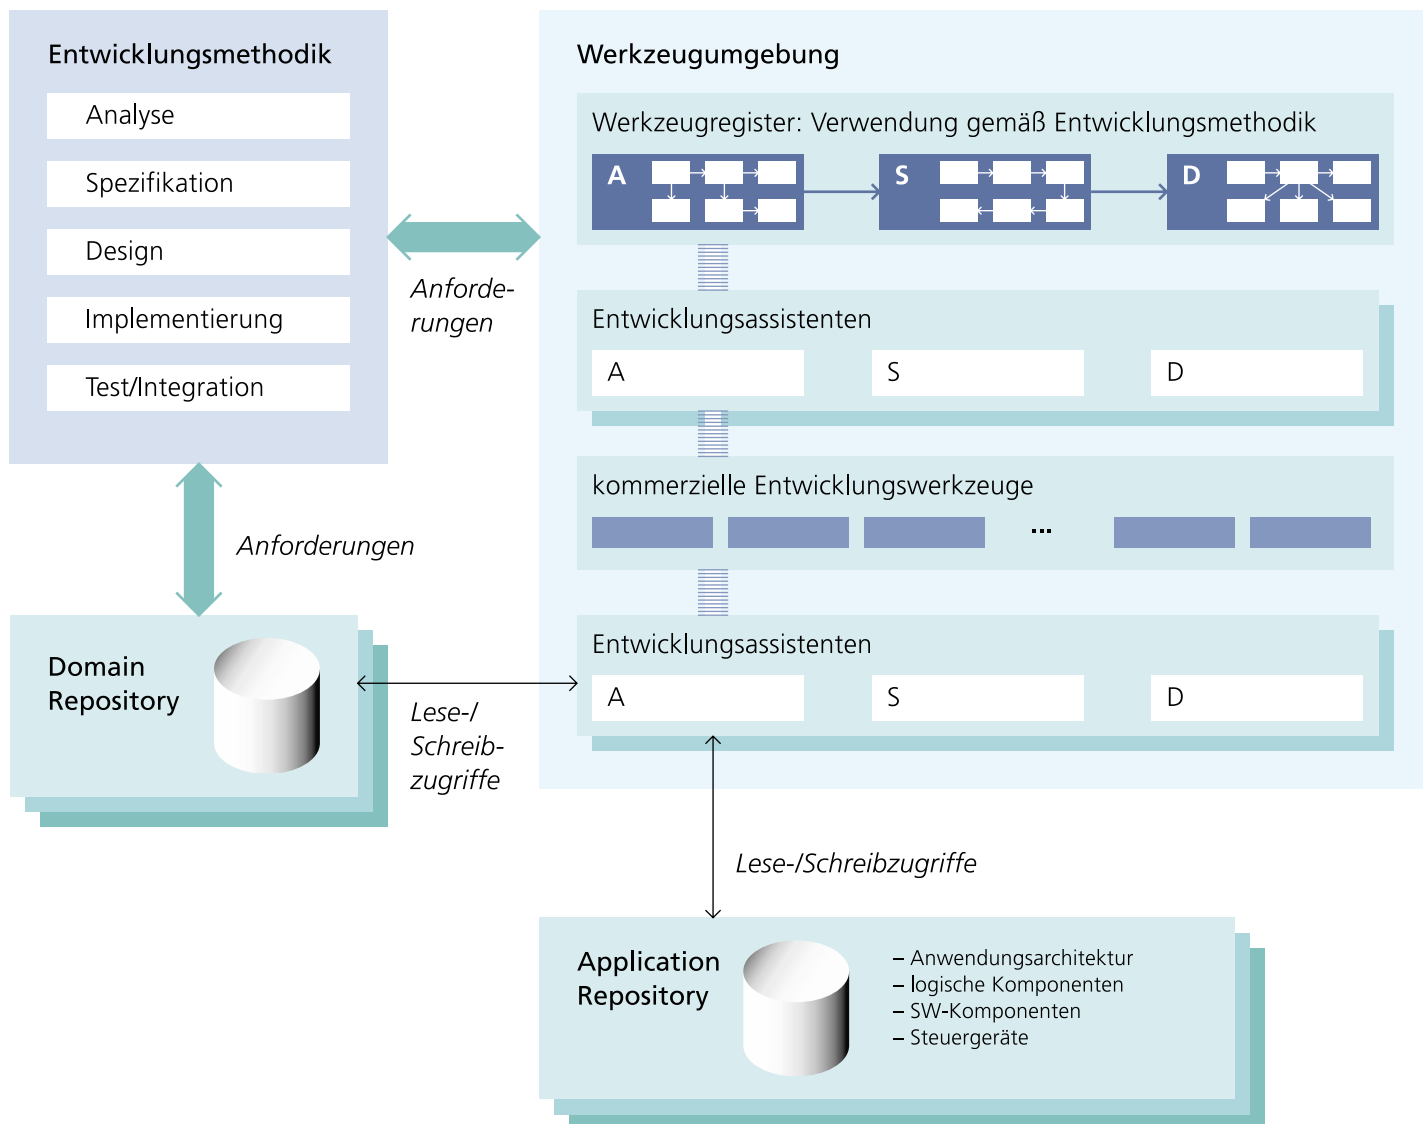 Entwicklungsmethodik
Analyse
Spezifikation
Design
Implementierung
Test/Integration
Anforde-
rungen
Werkzeugumgebung
Werkzeugregister: Verwendung gemäß Entwicklungsmethodik
A
S
D
Entwicklungsassistenten
A
S
D
kommerzielle Entwicklungswerkzeuge
...
Entwicklungsassistenten
A
S
D
Anforderungen
Domain
Repository
Lese-/
Schreib-
zugriffe
Lese-/Schreibzugriffe
Application
Repository
– Anwendungsarchitektur
– logische Komponenten
– SW-Komponenten
– Steuergeräte